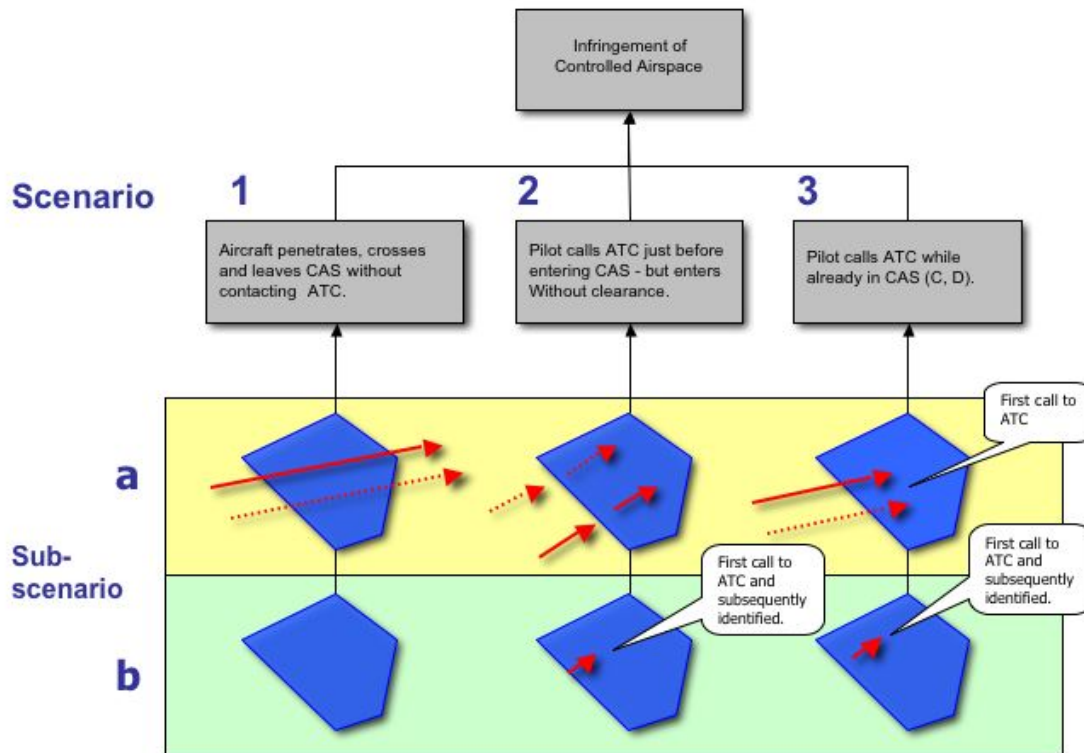 Infringement of
Controlled Airspace
Scenario
1
2
3
Aircraft penetrates, crosses
and leaves CAS without
contacting ATC.
Pilot calls ATC just before
entering CAS - but enters
Without clearance.
Pilot calls ATC while
already in CAS (C, D).
First call to
ATC
a
Sub-
scenario
First call to
ATC and
subsequently
identified.
First call to
ATC and
subsequently
identified.
b